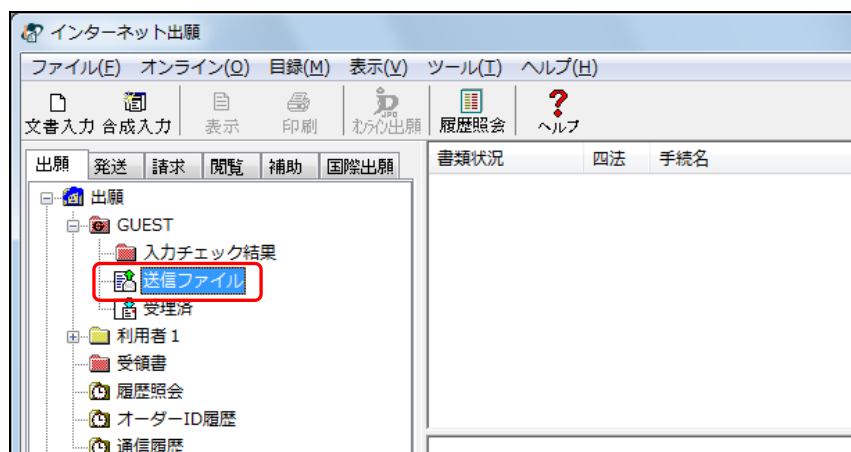 インターネット出願
ファイル(F) オンライン(O) 目録(M) 表示(V) ツール(T) ヘルプ(H)
文書入力 合成入力 表示 印刷 オンライン出願 履歴照会 ヘルプ
出願 発送 請求 閲覧 補助 国際出願
書類状況 四法 手続名
出願
GUEST
入力チェック結果
送信ファイル
受理済
利用者1
受領書
履歴照会
オーダーID履歴
通信履歴